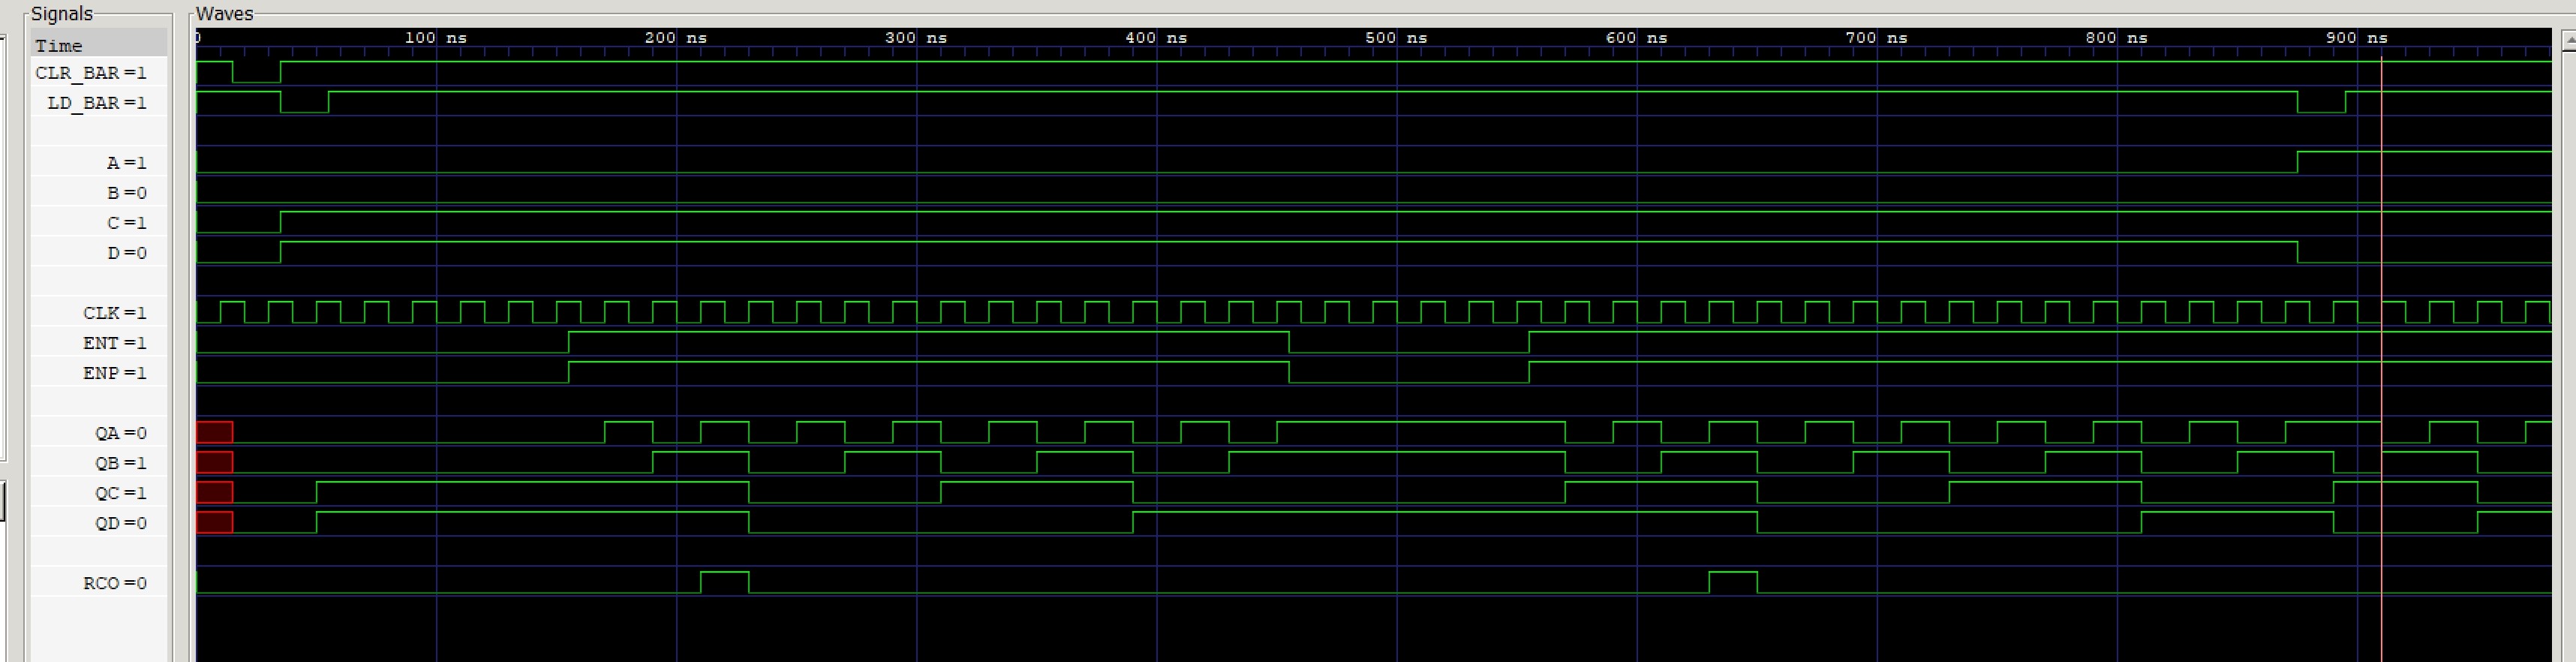 Signals
Waves
Time
0 100 ns 200 ns 300 ns 400 ns 500 ns 600 ns 700 ns 800 ns 900 ns
CLR_BAR=1
LD_BAR=1
A=1
B=0
C=1
D=0
CLK=1
ENT=1
ENP=1
QA=0
QB=1
QC=1
QD=0
RCO=0